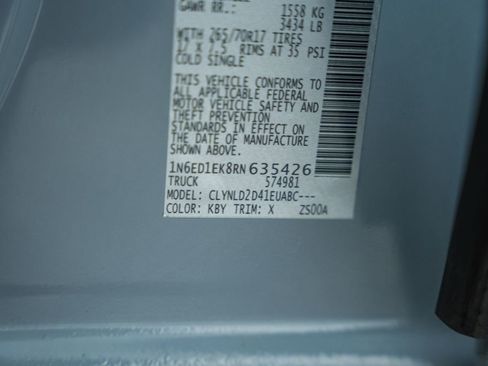 GAWR RR.: 1558 KG
3434 LB
WITH 265/70R17 TIRES
17 X 7.5 RIMS AT 35 PSI
COLD SINGLE
THIS VEHICLE CONFORMS TO
ALL APPLICABLE FEDERAL
MOTOR VEHICLE SAFETY AND
THEFT PREVENTION
STANDARDS IN EFFECT ON
THE DATE OF MANUFACTURE
SHOWN ABOVE.
1N6ED1EK8RN635426
TRUCK 574981
MODEL: CLYNLD2D41EUABC---
COLOR: KBY TRIM: X ZS00A